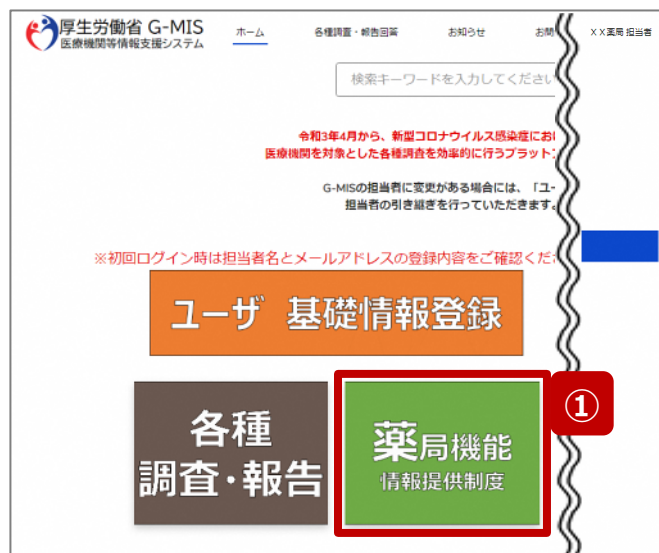 厚生労働省 G-MIS
医療機関等情報支援システム
ホーム
各種調査・報告回答
お知らせ
お問
××薬局 担当者
検索キーワードを入力してください
令和3年4月から、新型コロナウイルス感染症にお
医療機関を対象とした各種調査を効率的に行うプラット
G-MISの担当者に変更がある場合には、「ユー
担当者の引き継ぎを行っていただきます。
※初回ログイン時は担当者名とメールアドレスの登録内容をご確認くだ
ユーザ 基礎情報登録
各種
調査・報告
薬局機能
情報提供制度
①